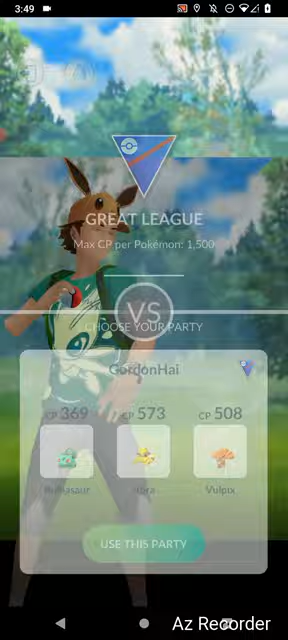 3:49
GREAT LEAGUE
Max CP per Pokémon: 1,500
VS
CHOOSE YOUR PARTY
GordonHai
CP 369 CP 573 CP 508
Bulbasaur Vulpix
USE THIS PARTY
Az Recorder